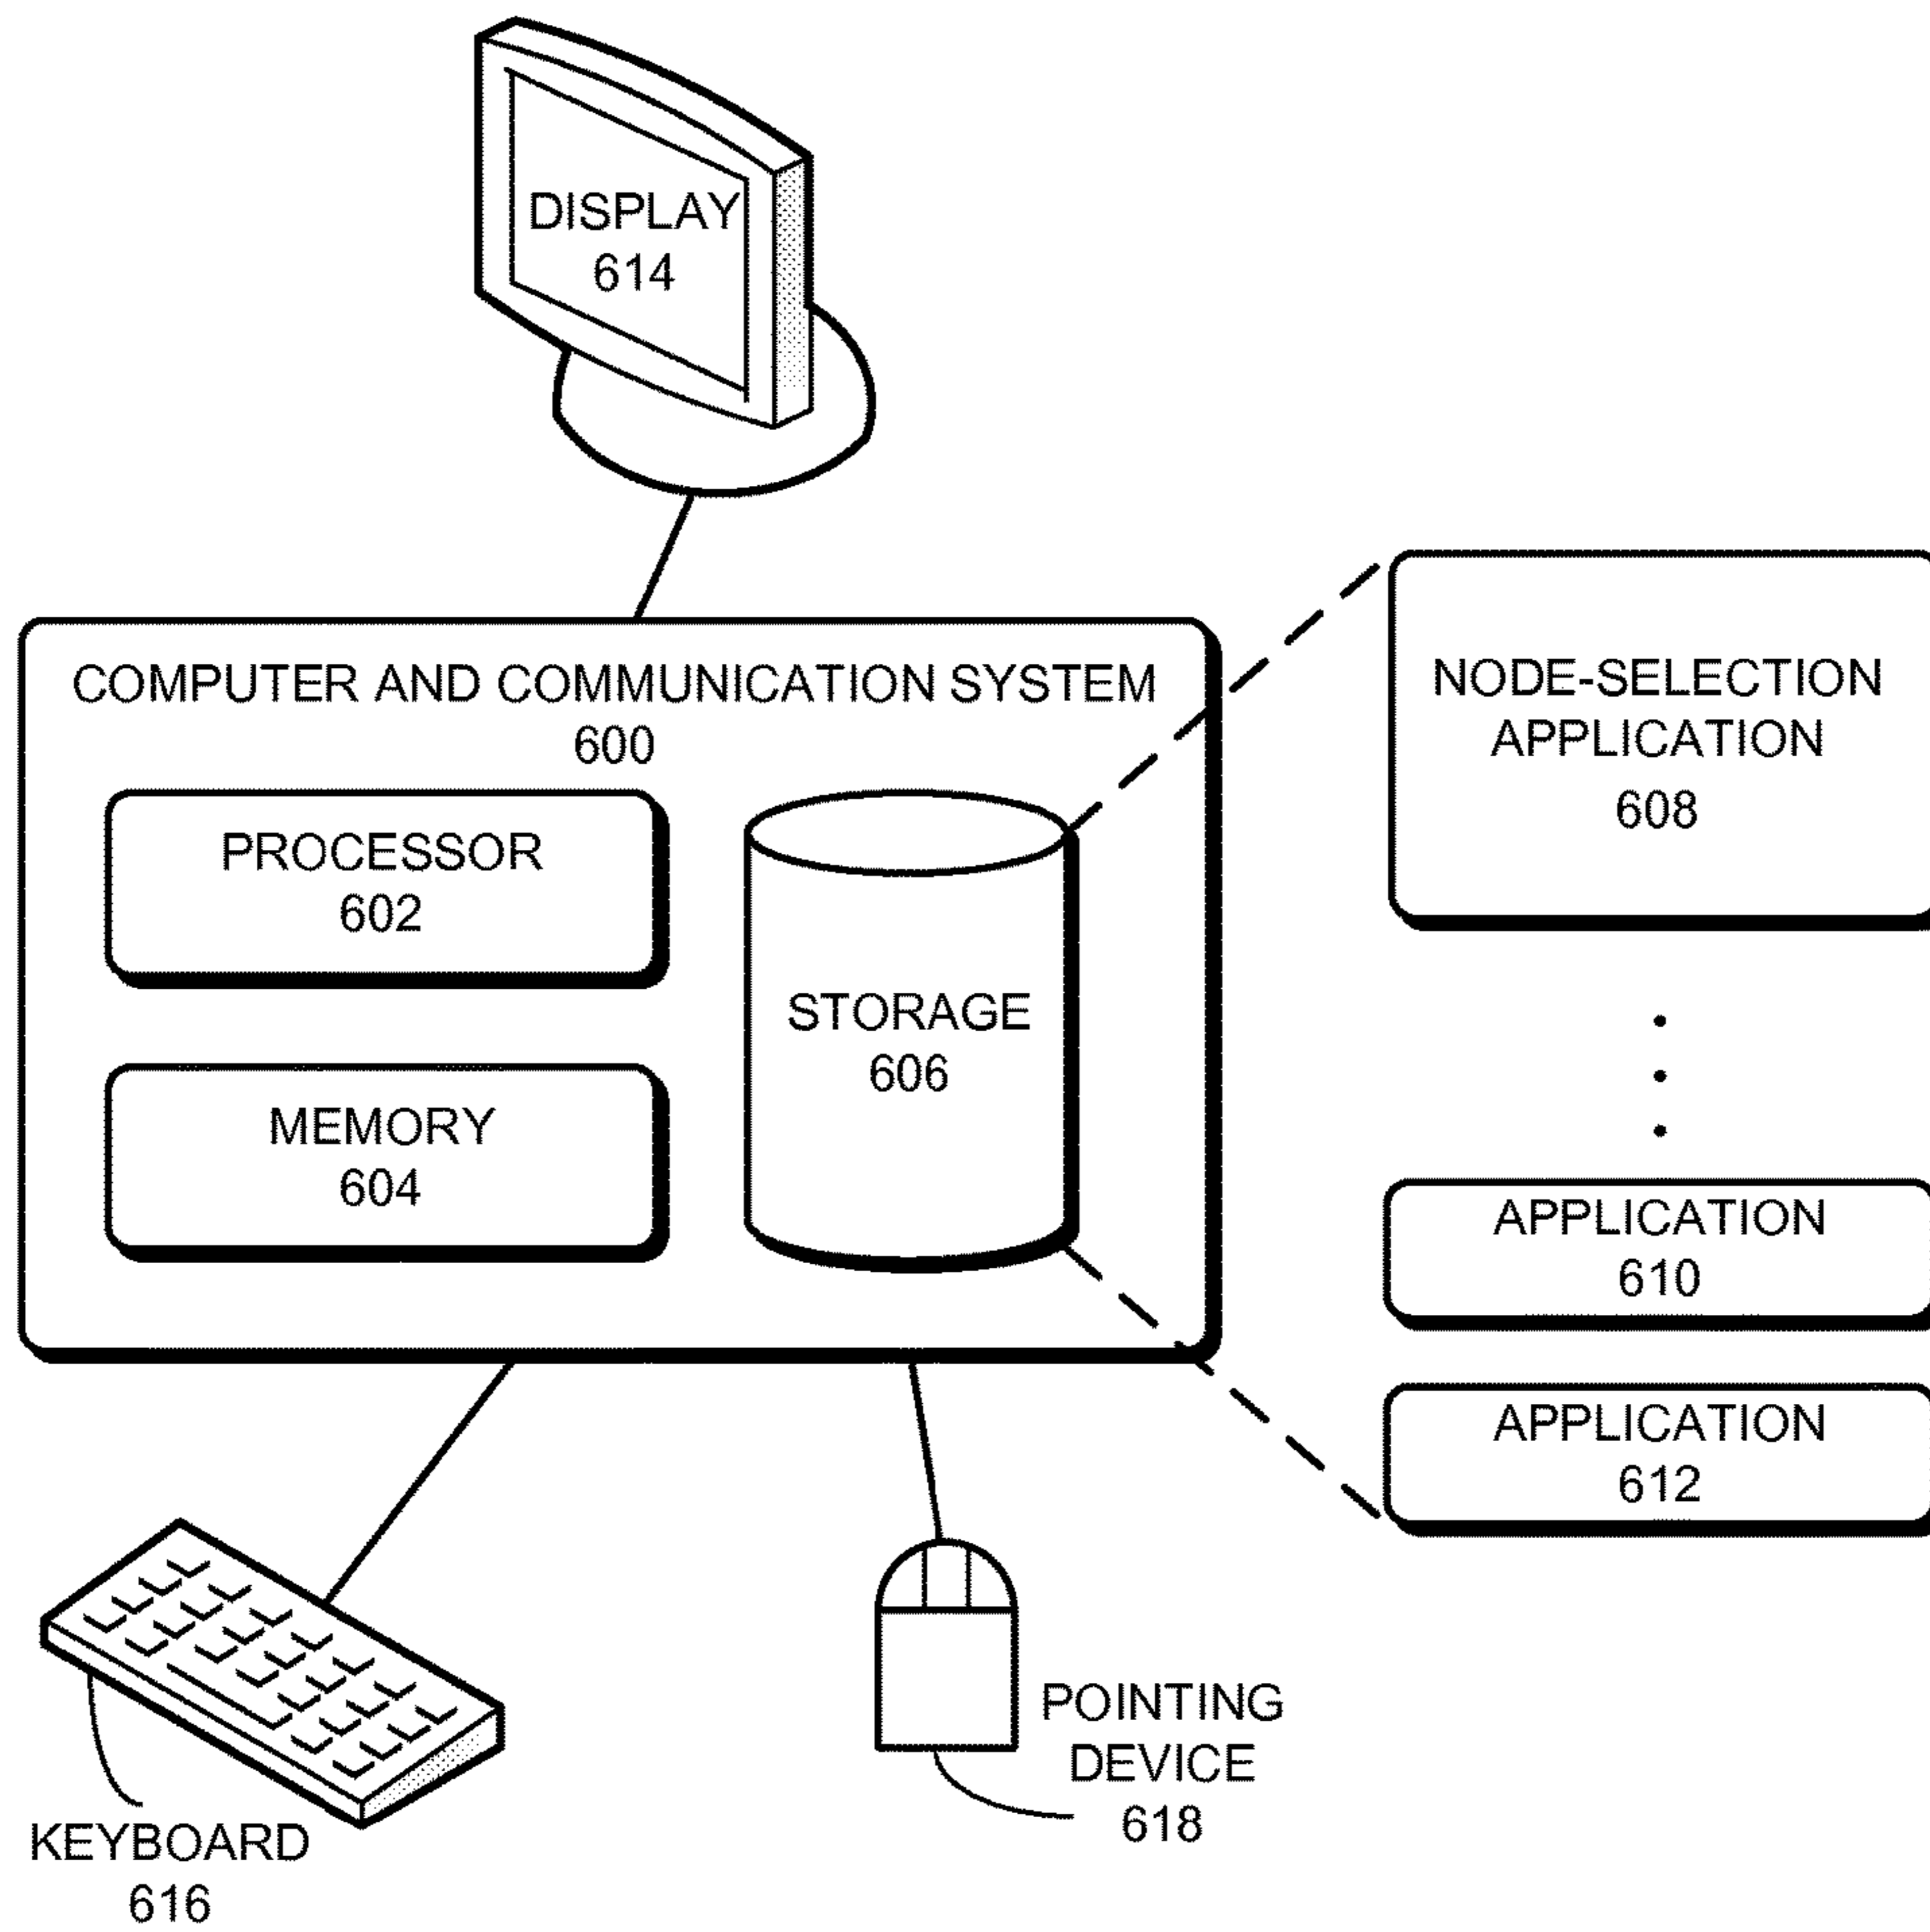 DISPLAY
614
COMPUTER AND COMMUNICATION SYSTEM
600
PROCESSOR
602
MEMORY
604
STORAGE
606
NODE-SELECTION
APPLICATION
608
APPLICATION
610
APPLICATION
612
KEYBOARD
616
POINTING
DEVICE
618